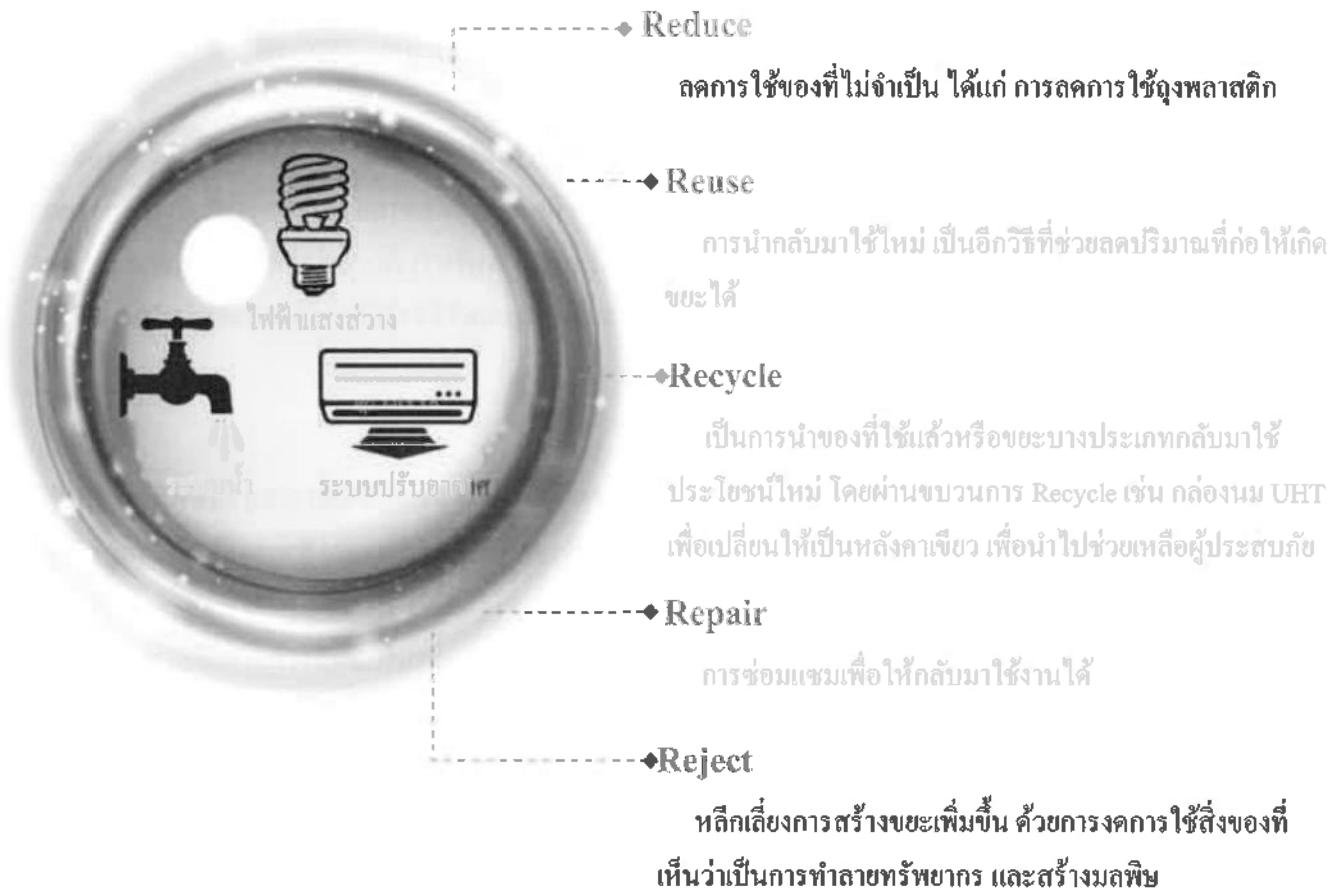 Reduce
ลดการใช้ของที่ไม่จำเป็น ได้แก่ การลดการใช้ถุงพลาสติก
Reuse
การนำกลับมาใช้ใหม่ เป็นอีกวิธีที่ช่วยลดปริมาณที่ก่อให้เกิด
ขยะได้
ไฟฟ้าแสงสว่าง
Recycle
เป็นการนำของที่ใช้แล้วหรือขยะบางประเภทกลับมาใช้
ประโยชน์ใหม่ โดยผ่านขบวนการ Recycle เช่น กล่องนม UHT
เพื่อเปลี่ยนให้เป็นหลังคาเขียว เพื่อนำไปช่วยเหลือผู้ประสบภัย
ระบบน้ำ
ระบบปรับอากาศ
Repair
การซ่อมแซมเพื่อให้กลับมาใช้งานได้
Reject
หลีกเลี่ยงการสร้างขยะเพิ่มขึ้น ด้วยการงดการใช้สิ่งของที่
เห็นว่าเป็นการทำลายทรัพยากร และสร้างมลพิษ